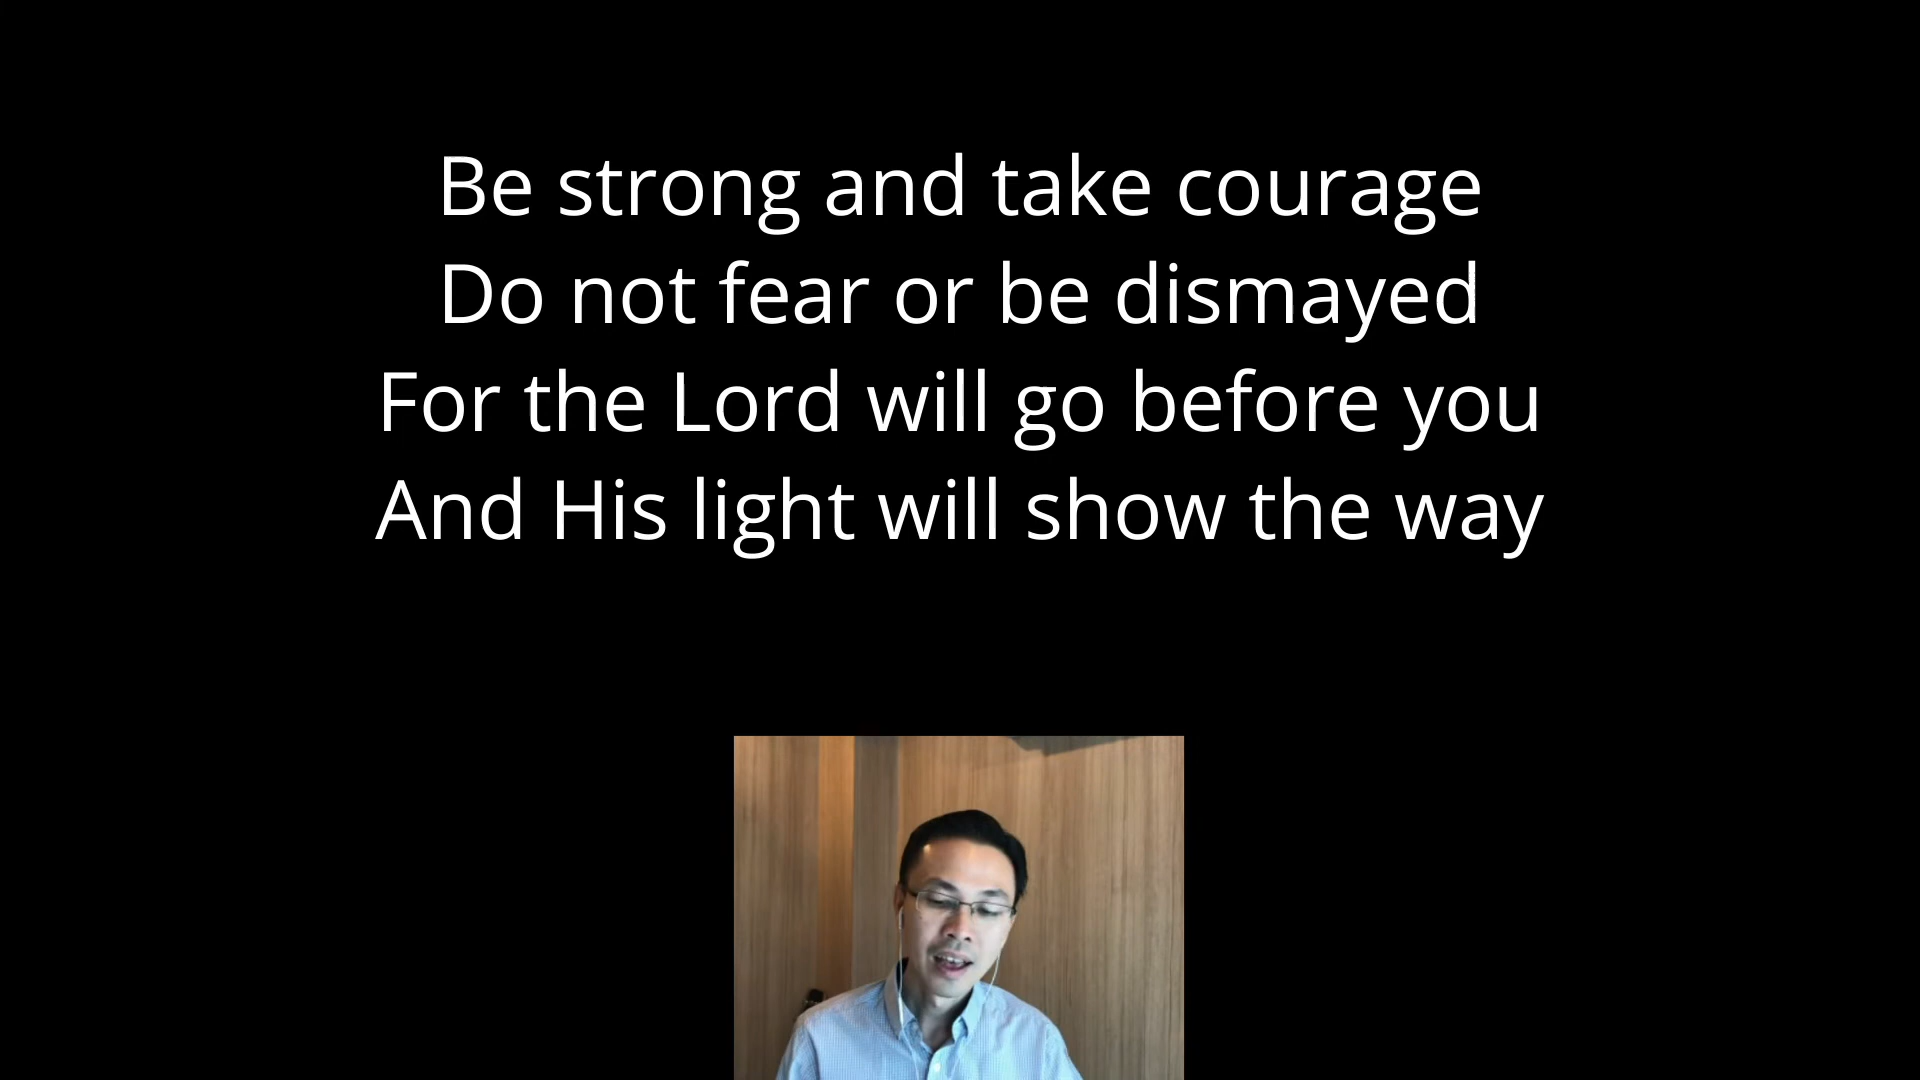 Be strong and take courage
Do not fear or be dismayed
For the Lord will go before you
And His light will show the way